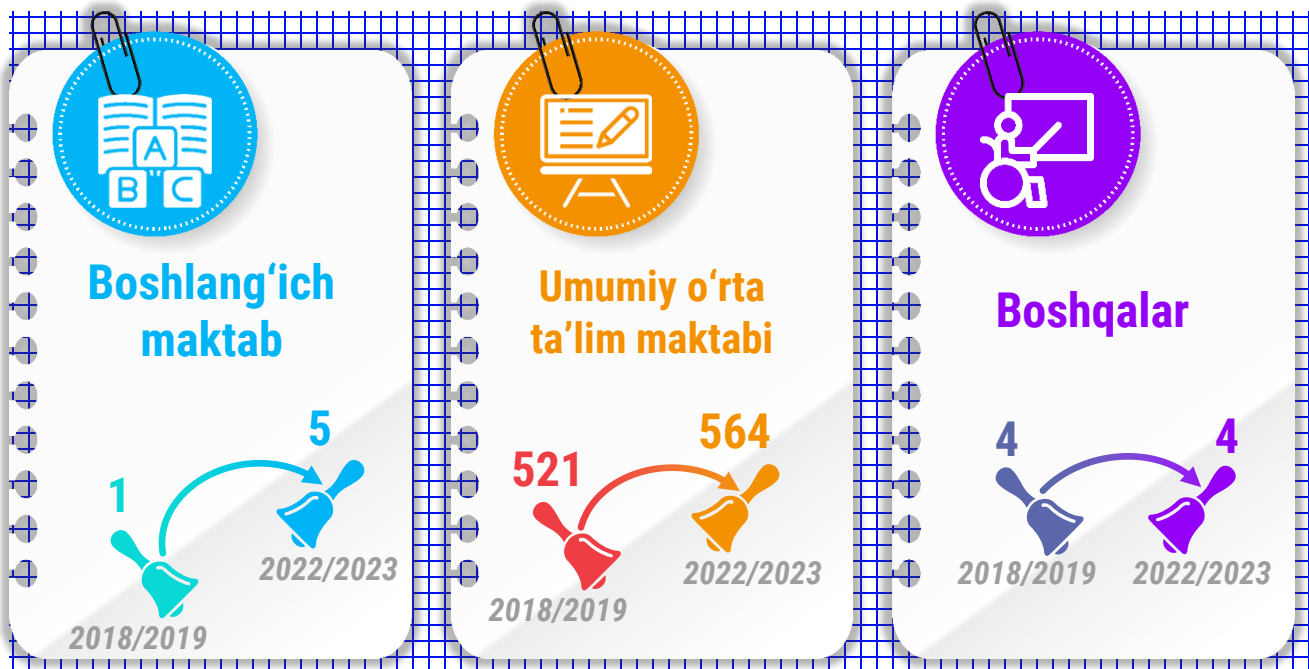 A
B C
Boshlang‘ich
maktab
1
5
2018/2019
2022/2023
Umumiy o‘rta
ta’lim maktabi
521
564
2018/2019
2022/2023
Boshqalar
4
4
2018/2019
2022/2023